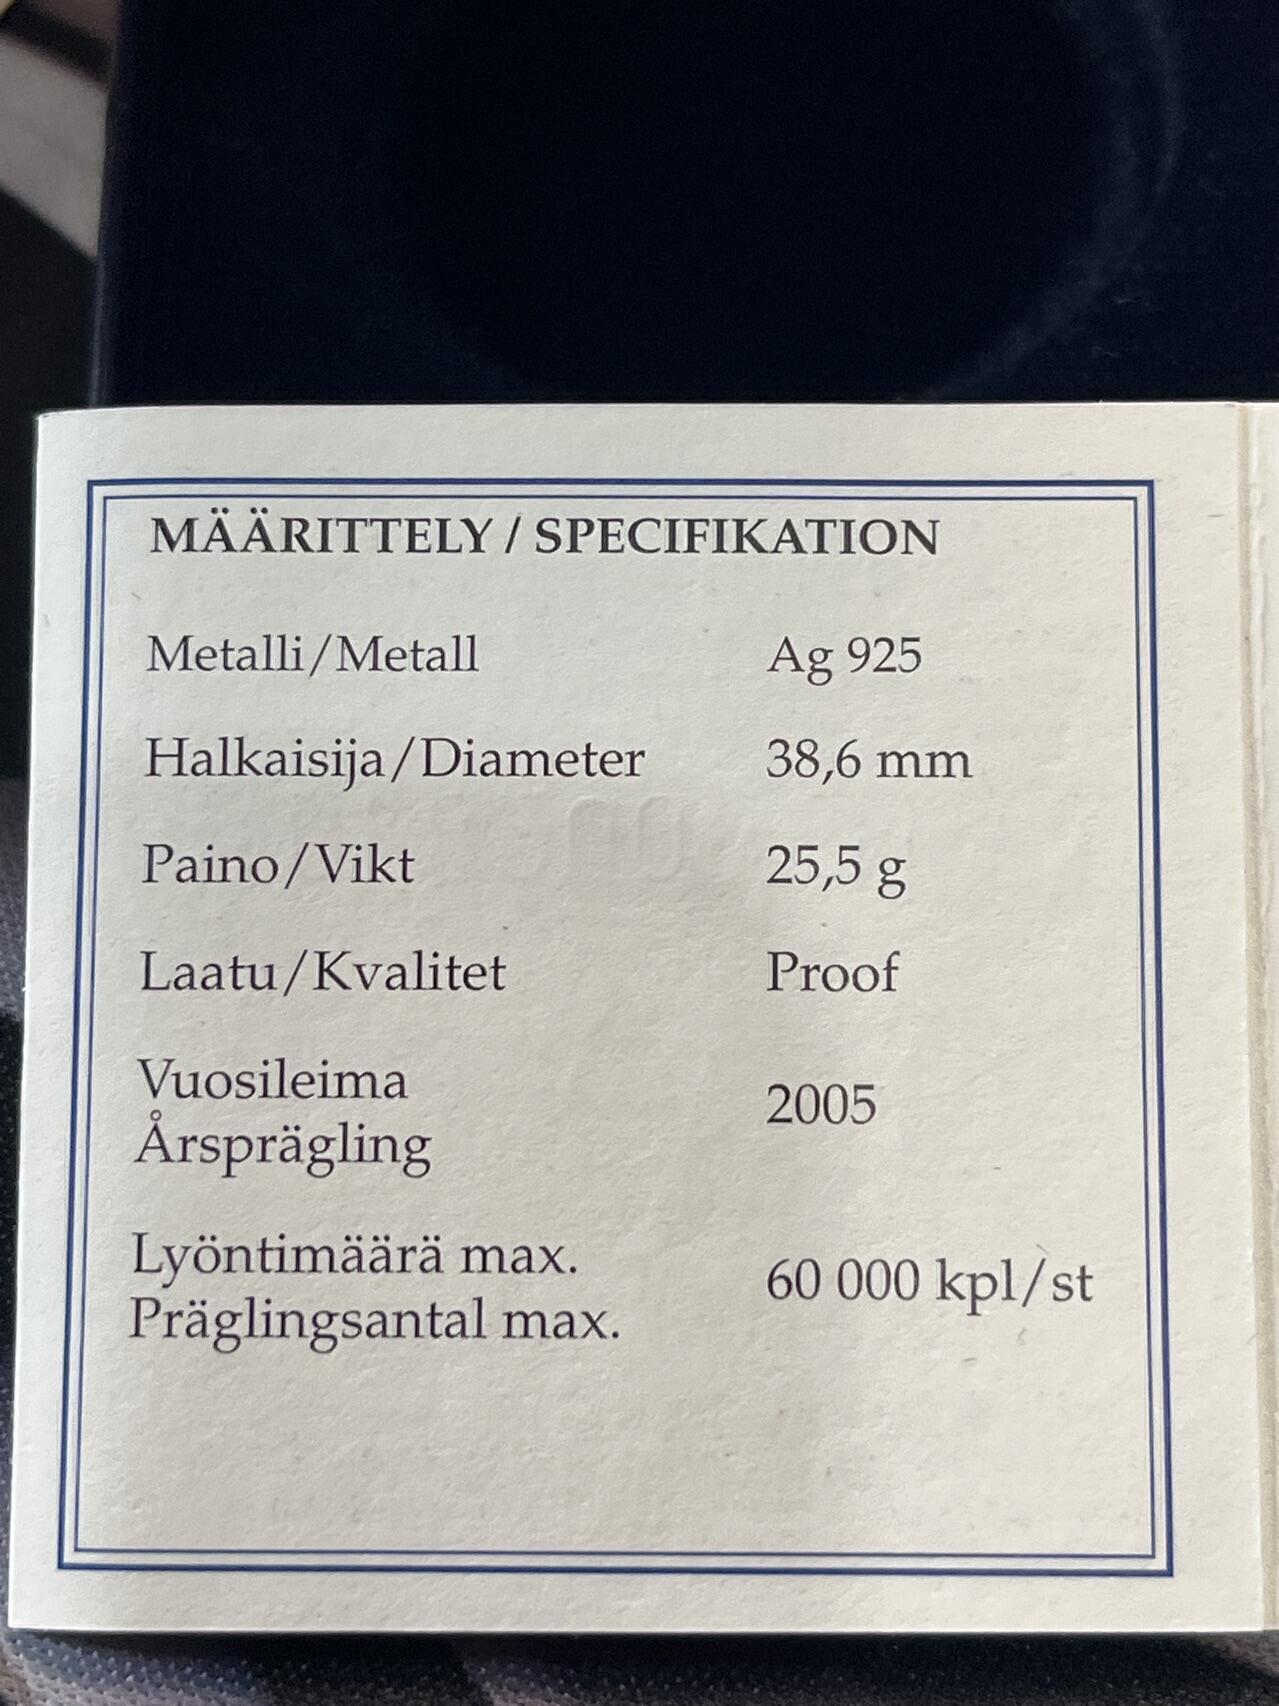 MÄÄRITTELY / SPECIFIKATION
Metalli/Metall Ag 925
Halkaisija/Diameter 38,6 mm
Paino/Vikt 25,5 g
Laatu/Kvalitet Proof
Vuosileima
Årsprägling 2005
Lyöntimäärä max.
Präglingsantal max. 60 000 kpl/st